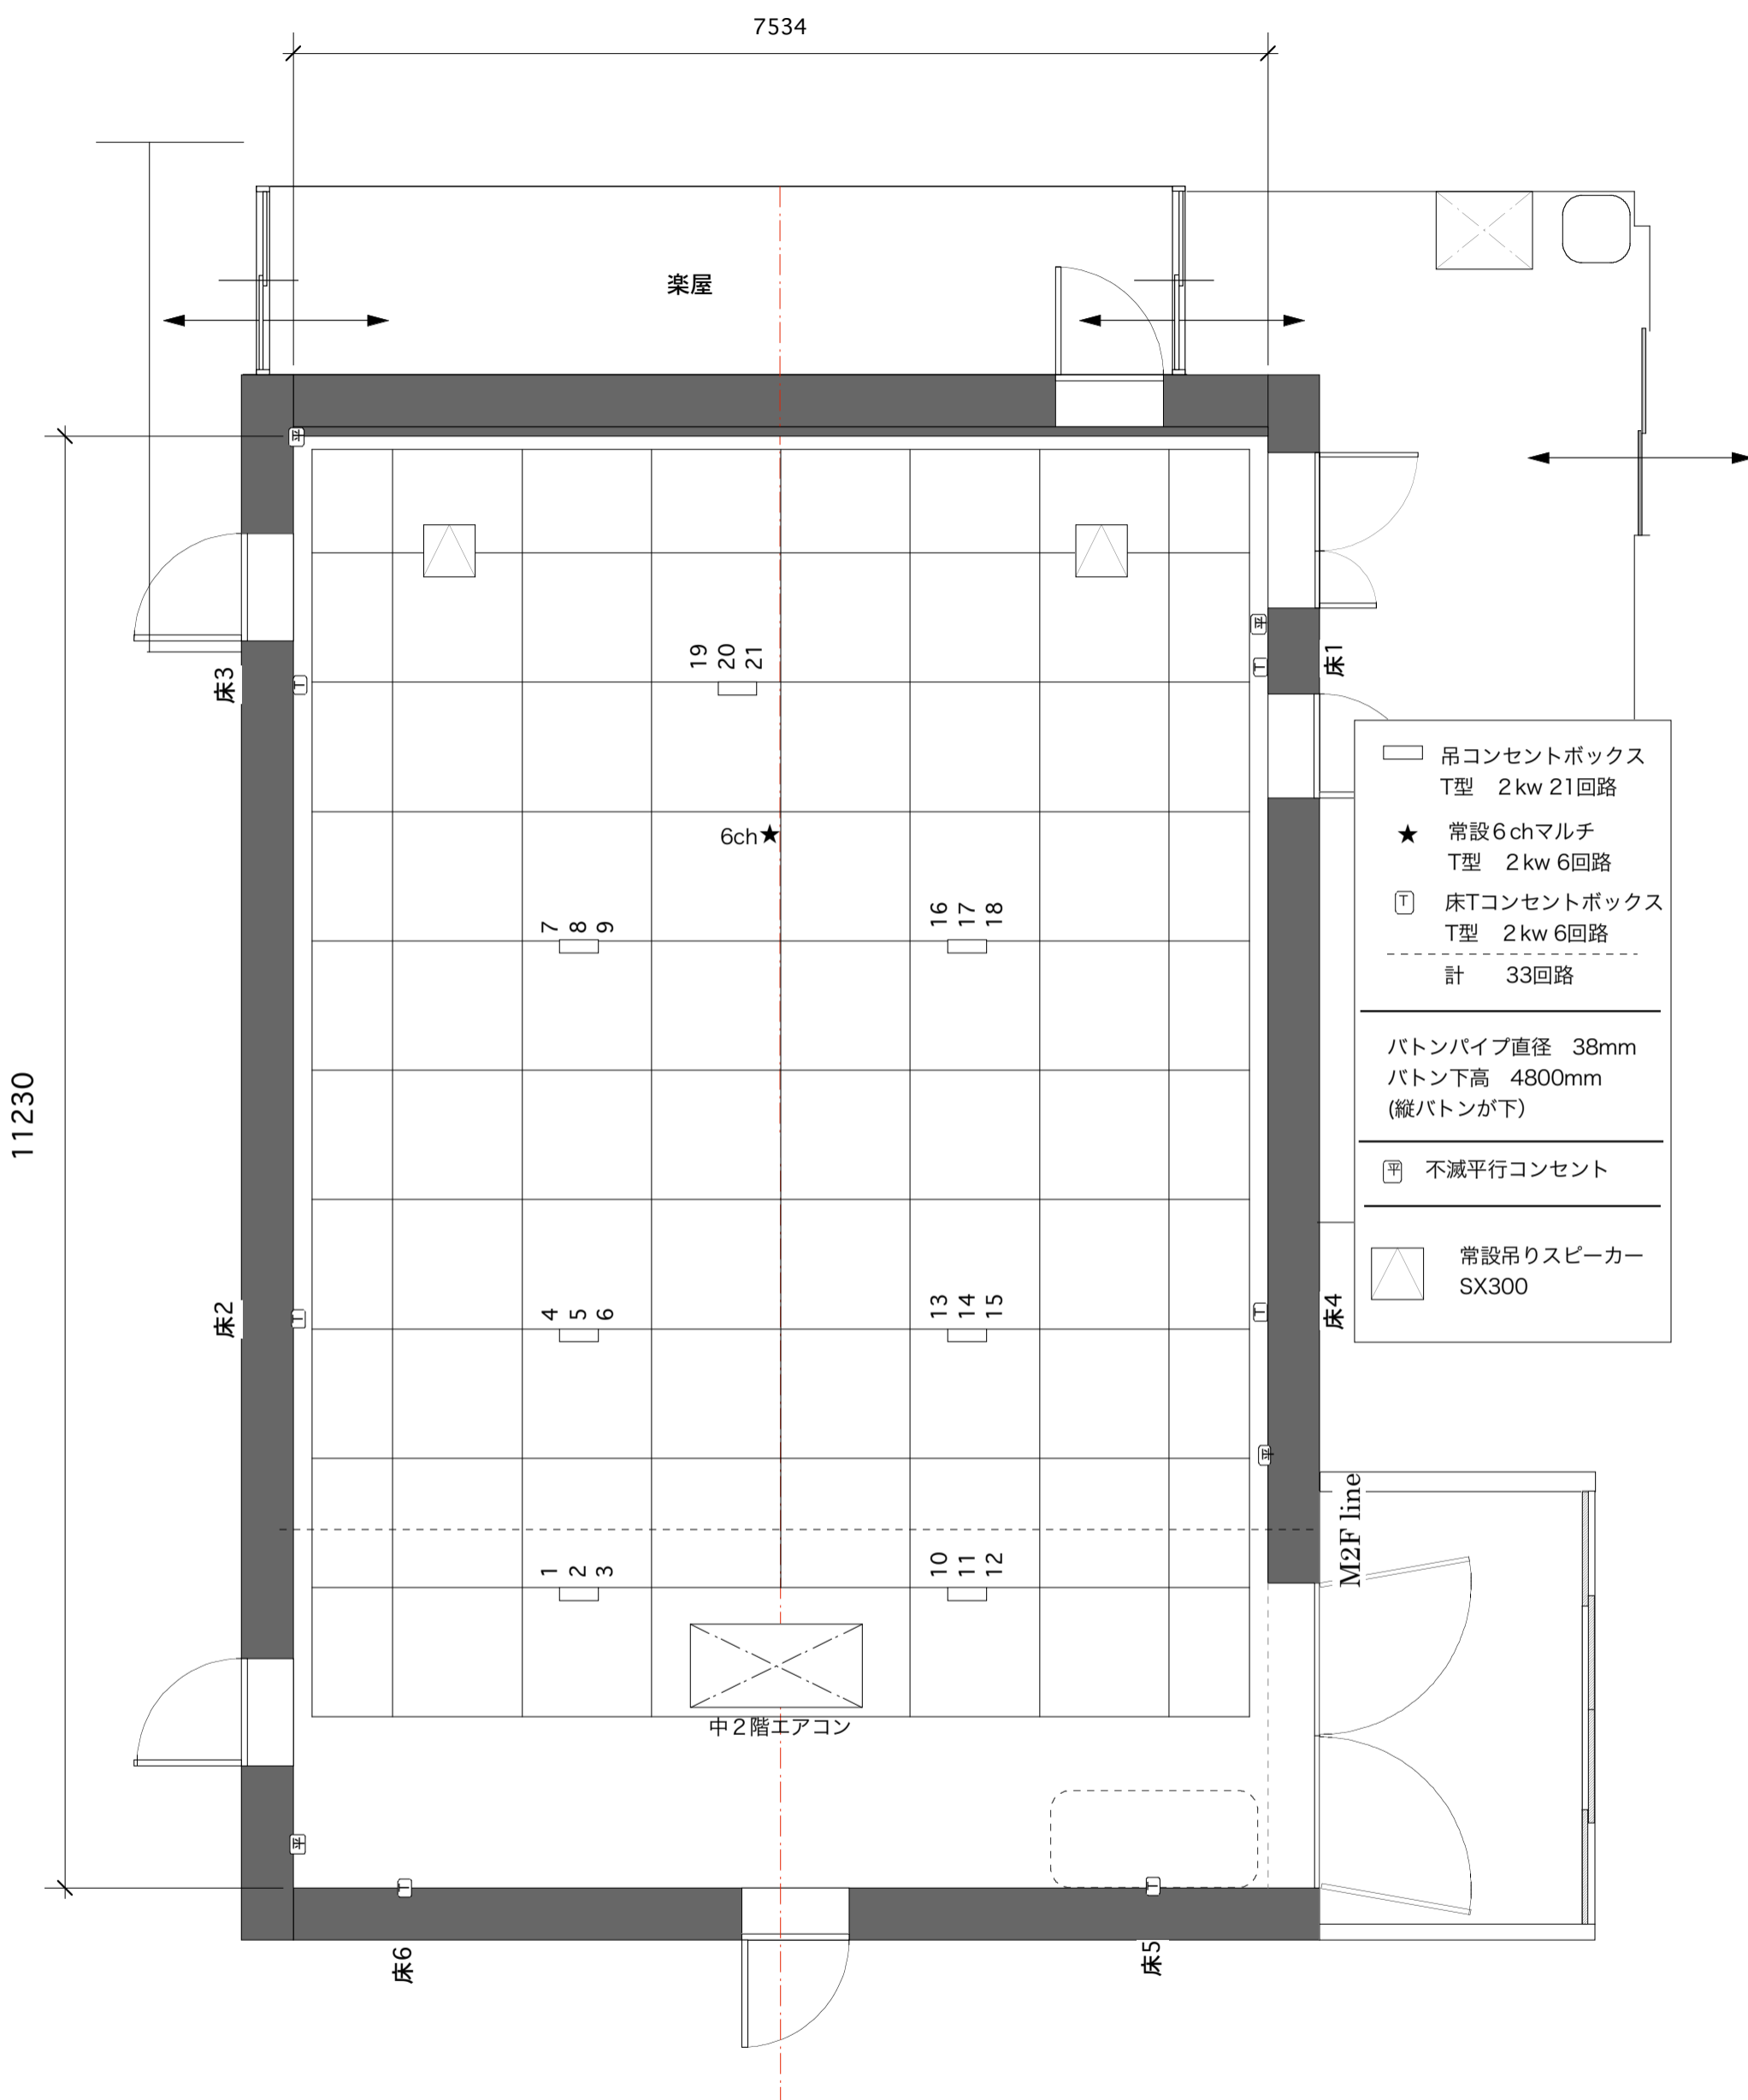 7534
楽屋
平
19
20
21
平
床3
T
T
床1
吊コンセントボックス
T型　２kw 21回路
6ch★
★
常設６chマルチ
T型　２kw 6回路
7
8
9
16
17
18
T
床Tコンセントボックス
T型　２kw 6回路
計　　33回路
バトンパイプ直径　38mm
バトン下高　4800mm
(縦バトンが下）
11230
平
不滅平行コンセント
常設吊りスピーカー
SX300
床2
T
4
5
6
13
14
15
T
床4
平
M2F line
1
2
3
10
11
12
中２階エアコン
平
T
T
床6
床5